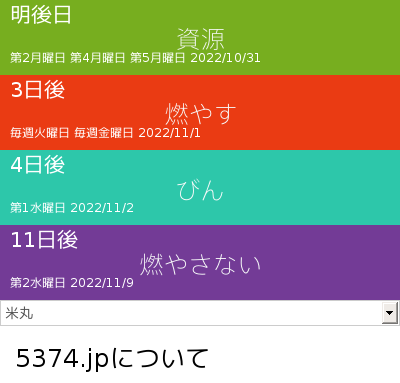 明後日
資源
第2月曜日 第4月曜日 第5月曜日 2022/10/31
3日後
燃やす
毎週火曜日 毎週金曜日 2022/11/1
4日後
びん
第1水曜日 2022/11/2
11日後
燃やさない
第2水曜日 2022/11/9
米丸
5374.jpについて